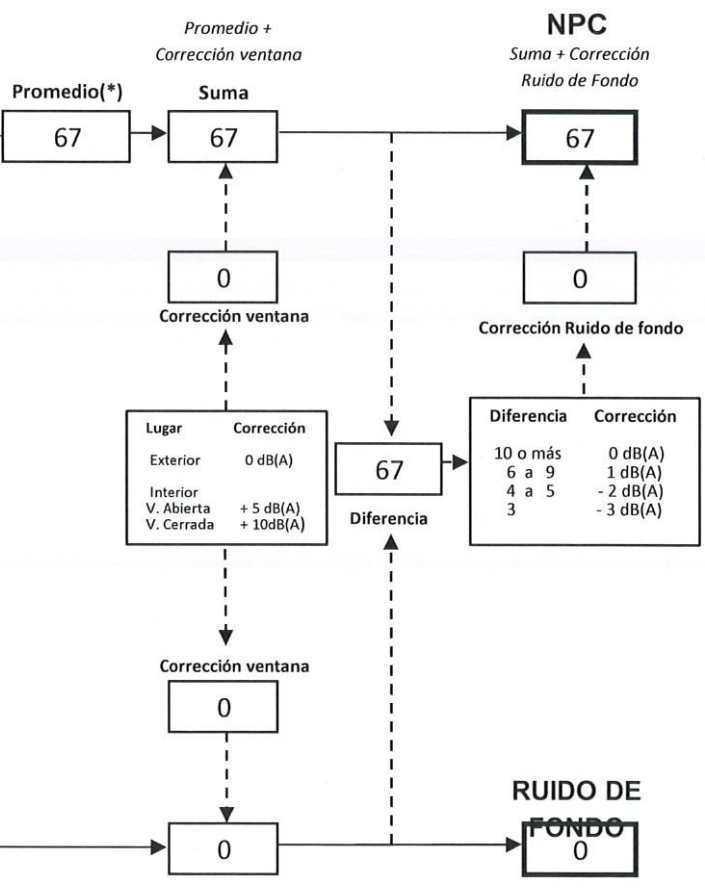 Promedio +
Corrección ventana
NPC
Suma + Corrección
Ruido de Fondo
Promedio(*)
Suma
67
67
67
0
Corrección ventana
0
Corrección Ruido de fondo
Lugar Corrección
Exterior 0 dB(A)
Interior
V. Abierta + 5 dB(A)
V. Cerrada + 10dB(A)
67
Diferencia
Diferencia Corrección
10 o más 0 dB(A)
6 a 9 1 dB(A)
4 a 5 - 2 dB(A)
3 - 3 dB(A)
Corrección ventana
0
0
RUIDO DE
FONDO
0